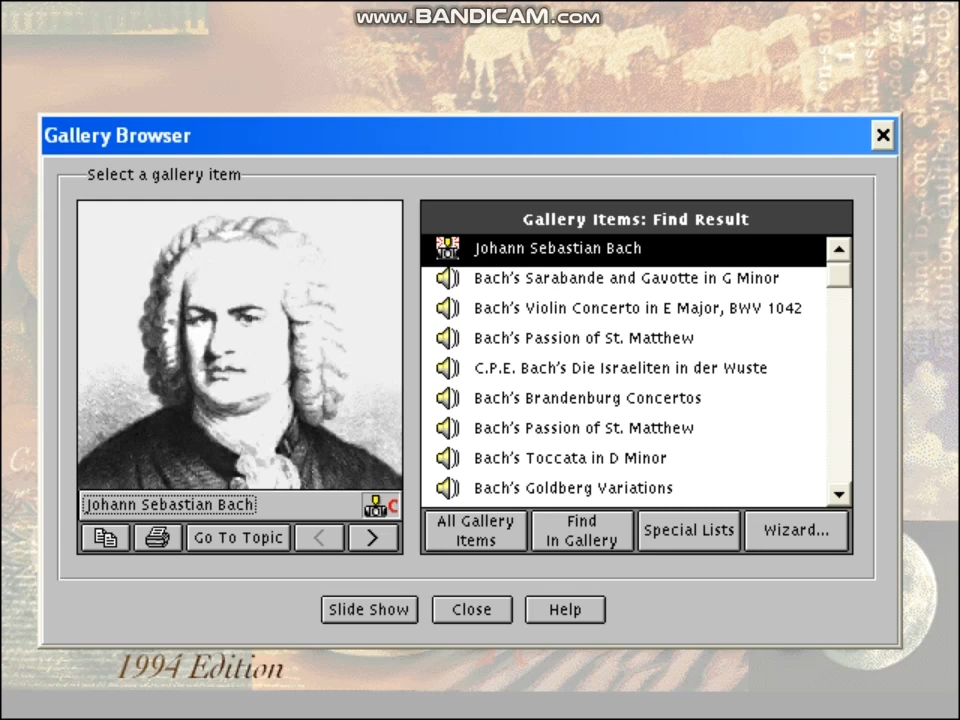 www.BANDICAM.com
Gallery Browser
Select a gallery item
Gallery Items: Find Result
Johann Sebastian Bach
Bach's Sarabande and Gavotte in G Minor
Bach's Violin Concerto in E Major, BWV 1042
Bach's Passion of St. Matthew
C.P.E. Bach's Die Israeliten in der Wuste
Bach's Brandenburg Concertos
Bach's Passion of St. Matthew
Bach's Toccata in D Minor
Bach's Goldberg Variations
Johann Sebastian Bach
Go To Topic
All Gallery
Items
Find
In Gallery
Special Lists
Wizard...
Slide Show
Close
Help
1994 Edition